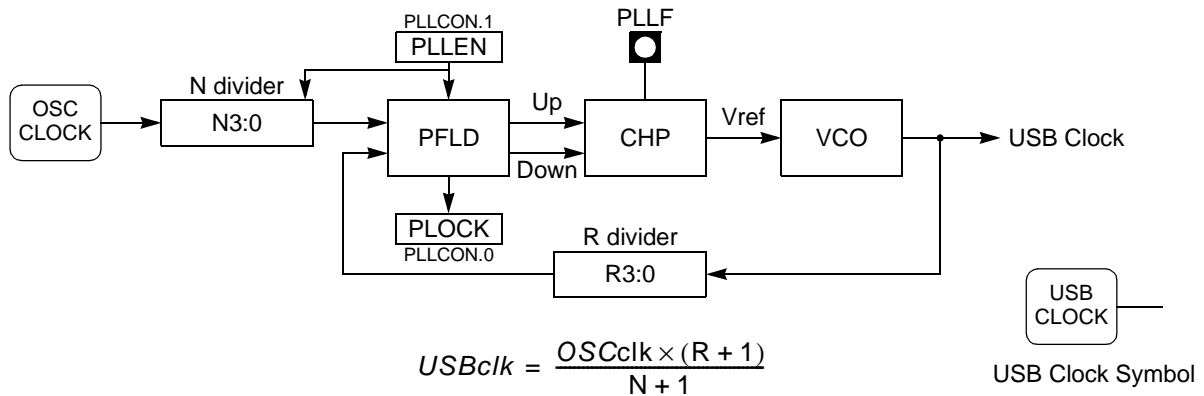 PLLCON.1
PLLEN
PLLF
N divider
OSC
CLOCK
N3:0
PFLD
Up
Down
CHP
Vref
VCO
USB Clock
PLOCK
PLLCON.0
R divider
R3:0
USB
CLOCK
USB Clock Symbol
USBclk = OSCclk × (R + 1)
N + 1